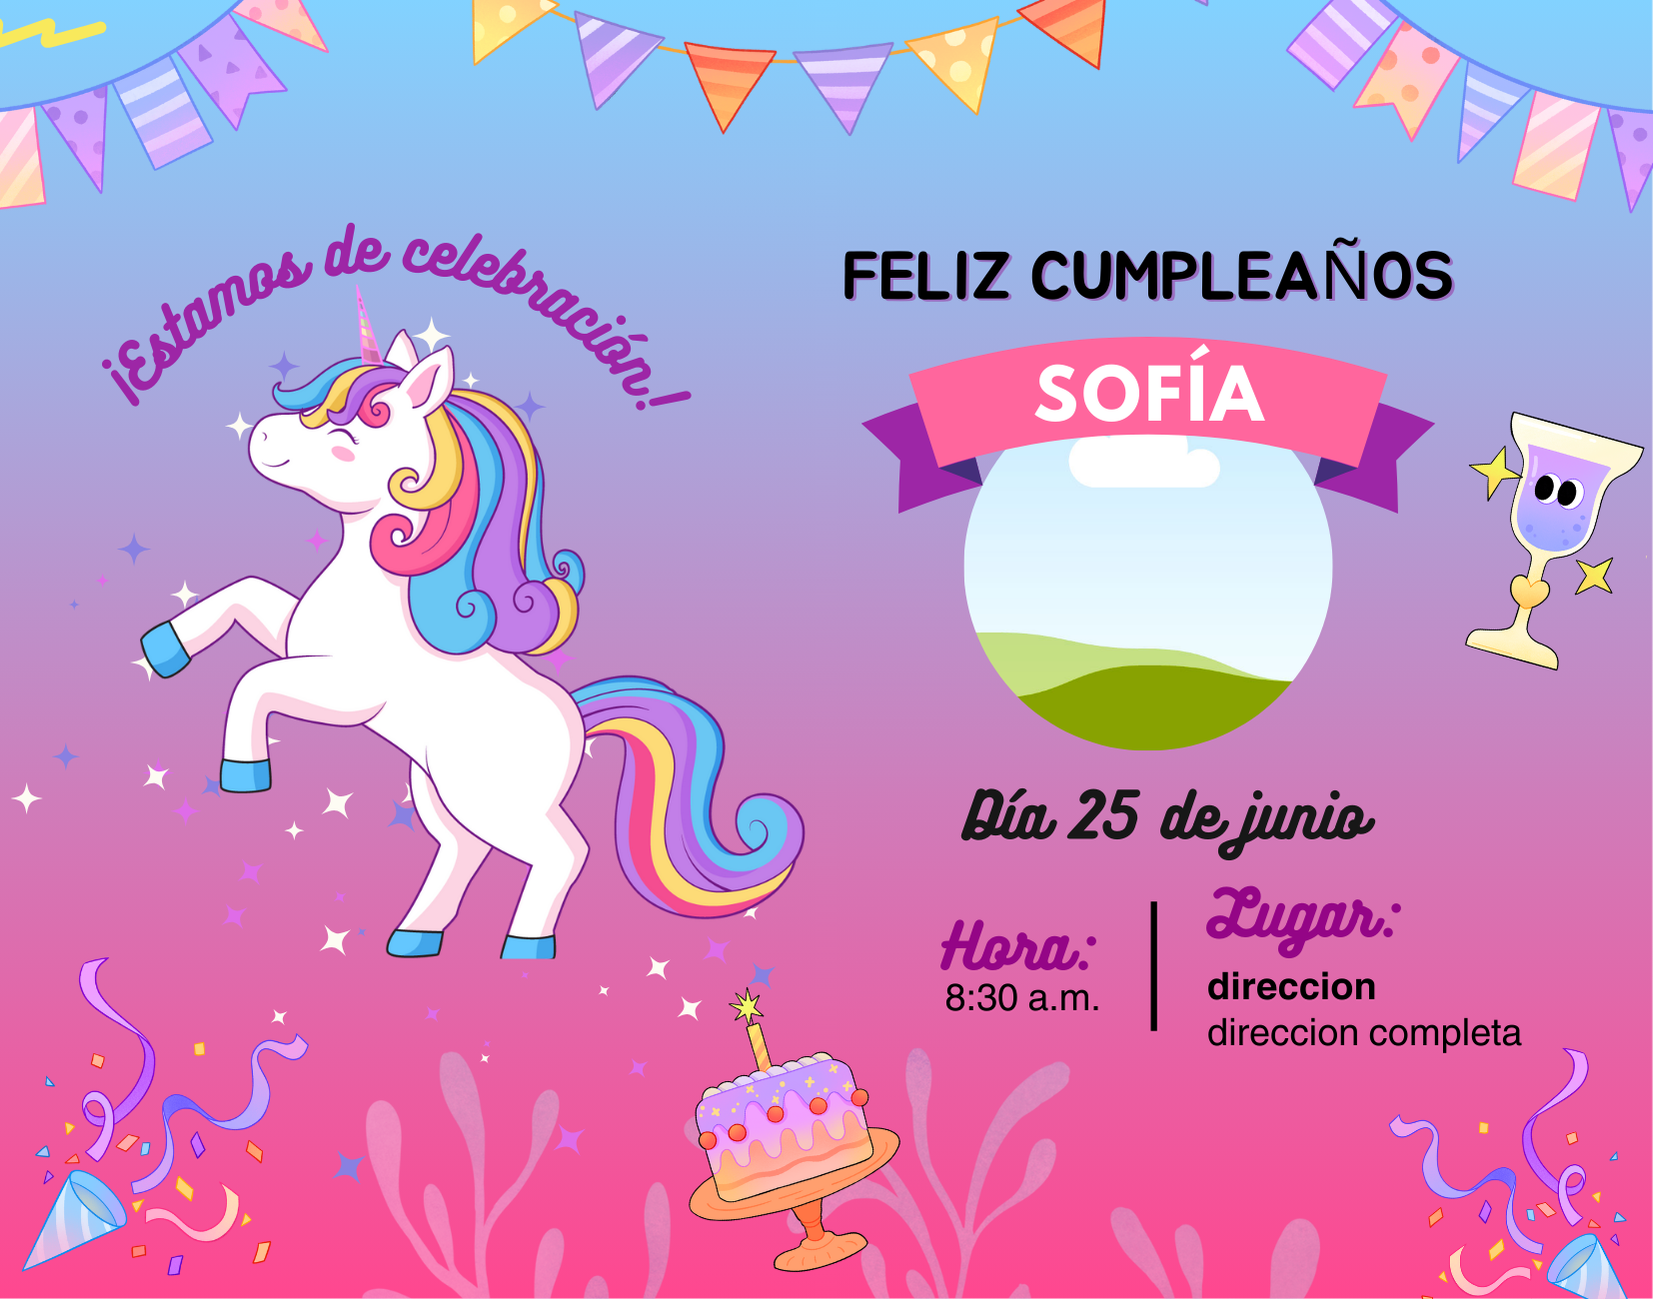 ¡Estamos de celebración!
FELIZ CUMPLEAÑOS
SOFÍA
Día 25 de junio
Hora:
8:30 a.m.
Lugar:
direccion
direccion completa